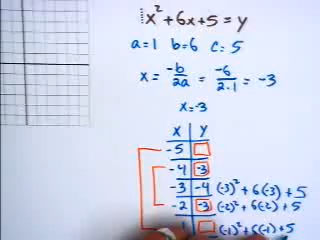 1x² + 6x + 5 = y
a = 1 b = 6 c = 5
x = -b/2a = -6/2·1 = -3
x = -3
x y
-5
-4 -3
-3 -4 (-3)² + 6(-3) + 5
-2 -3 (-2)² + 6(-2) + 5
(-1)² + 6(-1) + 5